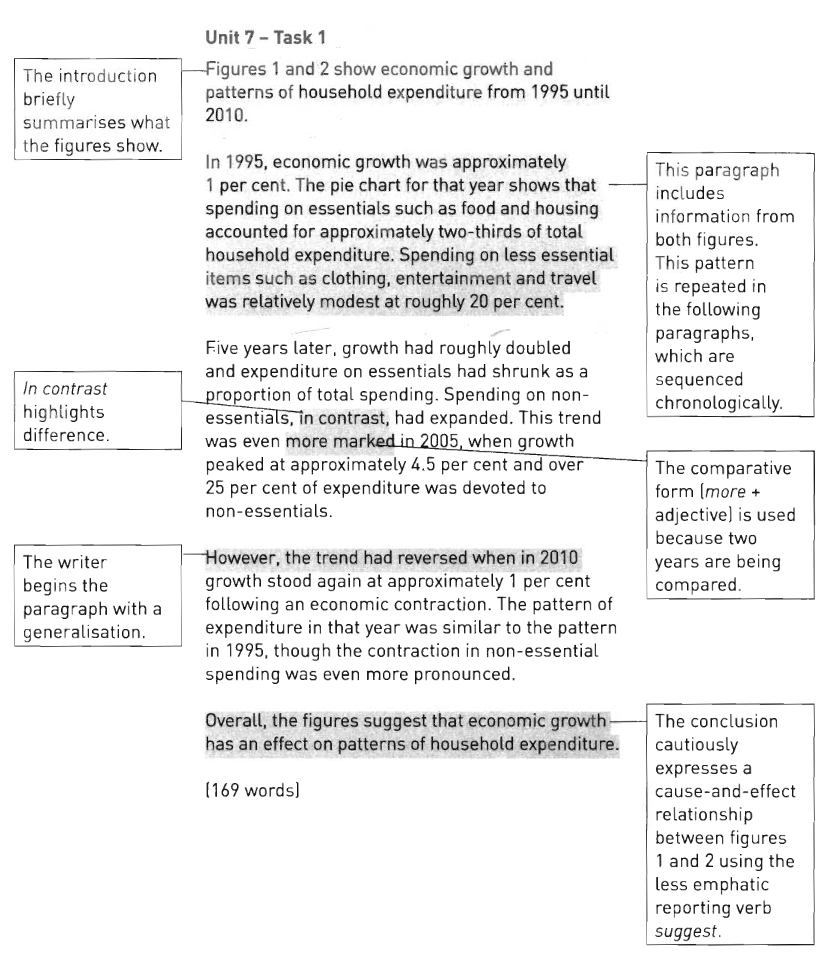 Unit 7 – Task 1
The introduction
briefly
summarises what
the figures show.
Figures 1 and 2 show economic growth and
patterns of household expenditure from 1995 until
2010.
In 1995, economic growth was approximately
1 per cent. The pie chart for that year shows that
spending on essentials such as food and housing
accounted for approximately two-thirds of total
household expenditure. Spending on less essential
items such as clothing, entertainment and travel
was relatively modest at roughly 20 per cent.
This paragraph
includes
information from
both figures.
This pattern
is repeated in
the following
paragraphs,
which are
sequenced
chronologically.
Five years later, growth had roughly doubled
and expenditure on essentials had shrunk as a
proportion of total spending. Spending on non-
essentials, in contrast, had expanded. This trend
was even more marked in 2005, when growth
peaked at approximately 4.5 per cent and over
25 per cent of expenditure was devoted to
non-essentials.
In contrast
highlights
difference.
The comparative
form (more +
adjective) is used
because two
years are being
compared.
The writer
begins the
paragraph with a
generalisation.
However, the trend had reversed when in 2010
growth stood again at approximately 1 per cent
following an economic contraction. The pattern of
expenditure in that year was similar to the pattern
in 1995, though the contraction in non-essential
spending was even more pronounced.
Overall, the figures suggest that economic growth
has an effect on patterns of household expenditure.
(169 words)
The conclusion
cautiously
expresses a
cause-and-effect
relationship
between figures
1 and 2 using the
less emphatic
reporting verb
suggest.